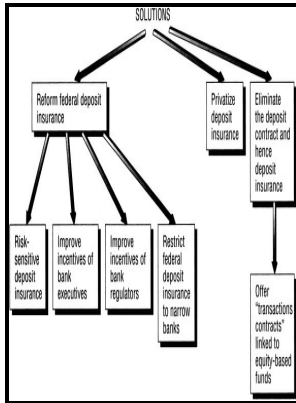 SOLUTIONS
Reform federal deposit
insurance
Privatize
deposit
insurance
Eliminate
the deposit
contract and
hence
deposit
insurance
Risk-
sensitive
deposit
insurance
Improve
incentives of
bank
executives
Improve
incentives of
bank
regulators
Restrict
federal
deposit
insurance
to narrow
banks
Offer
"transactions
contracts"
linked to
equity-based
funds